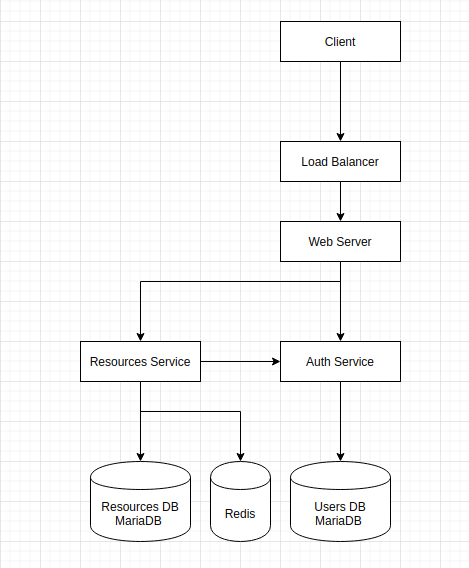 Client
Load Balancer
Web Server
Resources Service
Auth Service
Resources DB
MariaDB
Redis
Users DB
MariaDB